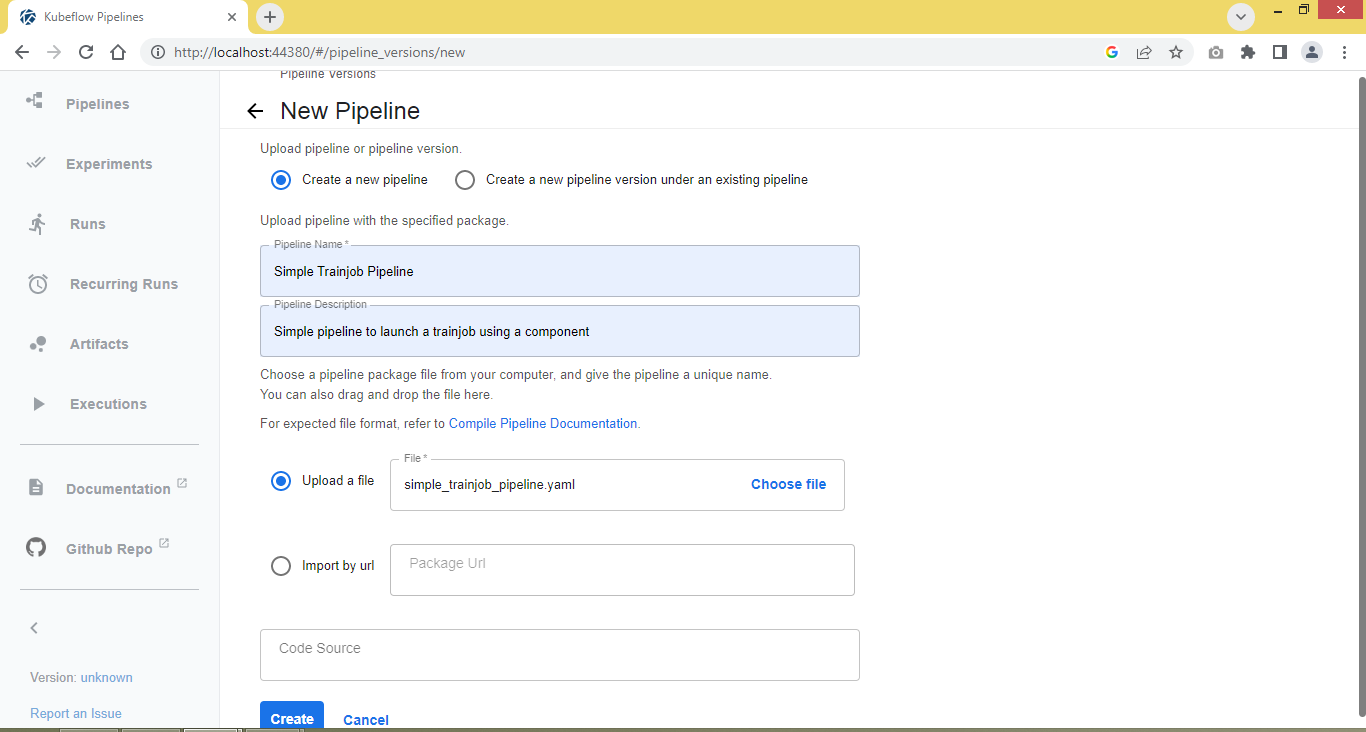 Kubeflow Pipelines
http://localhost:44380/#/pipeline_versions/new
Pipeline Versions
New Pipeline
Pipelines
Experiments
Runs
Recurring Runs
Artifacts
Executions
Documentation
Github Repo
Version: unknown
Report an Issue
Upload pipeline or pipeline version.
Create a new pipeline
Create a new pipeline version under an existing pipeline
Upload pipeline with the specified package.
Pipeline Name *
Simple Trainjob Pipeline
Pipeline Description
Simple pipeline to launch a trainjob using a component
Choose a pipeline package file from your computer, and give the pipeline a unique name.
You can also drag and drop the file here.
For expected file format, refer to Compile Pipeline Documentation.
Upload a file
File *
simple_trainjob_pipeline.yaml
Choose file
Import by url
Package Url
Code Source
Create
Cancel